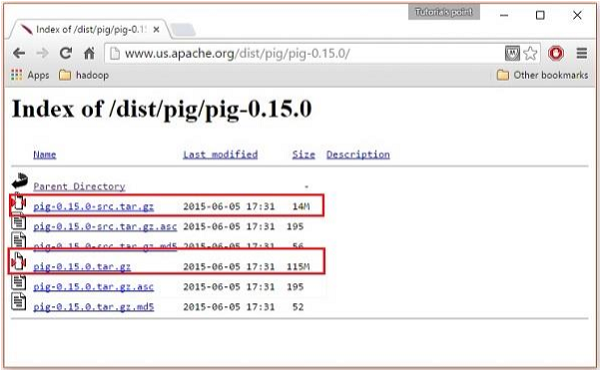 Tutorials point
Index of /dist/pig/pig-0.1
www.us.apache.org/dist/pig/pig-0.15.0/
Apps hadoop Other bookmarks
Index of /dist/pig/pig-0.15.0
Name Last modified Size Description
Parent Directory -
pig-0.15.0-src.tar.gz 2015-06-05 17:31 14M
pig-0.15.0-src.tar.gz.asc 2015-06-05 17:31 195
pig-0.15.0-src.tar.gz.md5 2015-06-05 17:31 56
pig-0.15.0.tar.gz 2015-06-05 17:31 115M
pig-0.15.0.tar.gz.asc 2015-06-05 17:31 195
pig-0.15.0.tar.gz.md5 2015-06-05 17:31 52